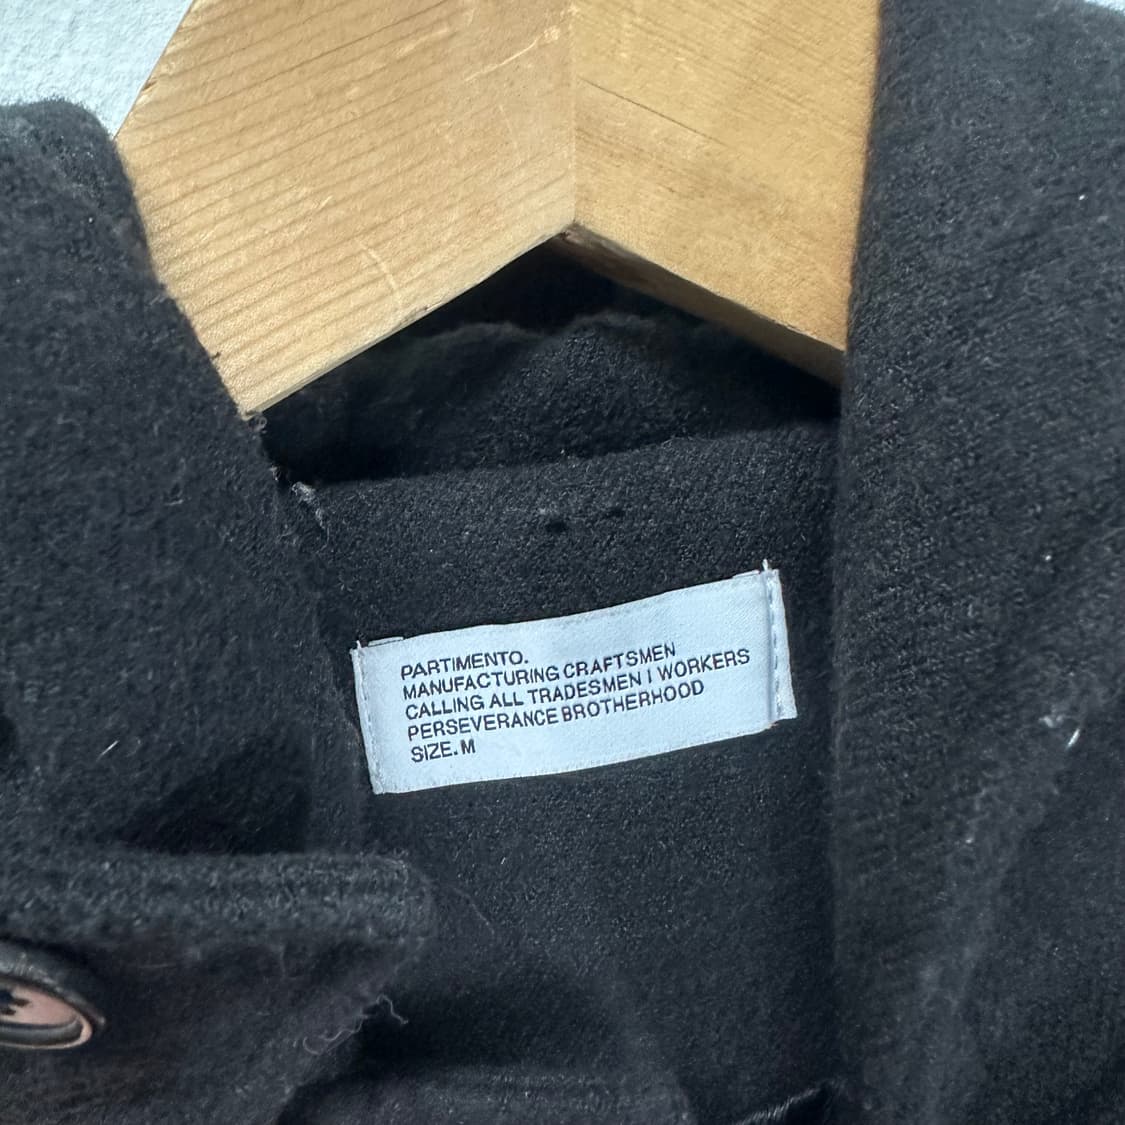 PARTIMENTO.
MANUFACTURING CRAFTSMEN
CALLING ALL TRADESMEN I WORKERS
PERSEVERANCE BROTHERHOOD
SIZE. M